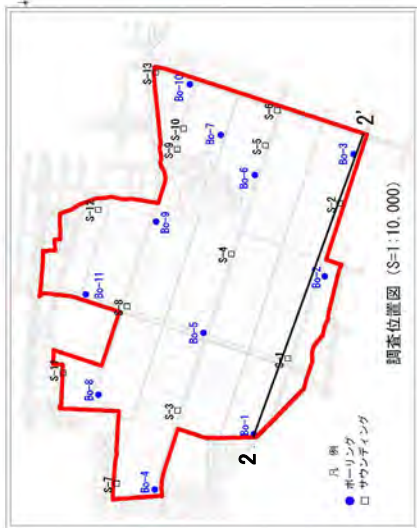 S-13
Bo-10
S-6
S-10
S-9
Bo-7
S-5
Bo-6
2'
Bo-3
S-2
S-12
Bo-9
S-4
Bo-2
Bo-11
S-8
Bo-5
S-1
S-11
Bo-8
S-3
Bo-1
2
S-7
Bo-4
調査位置図 (S=1:10,000)
凡 例
● ボーリング
□ サウンディング